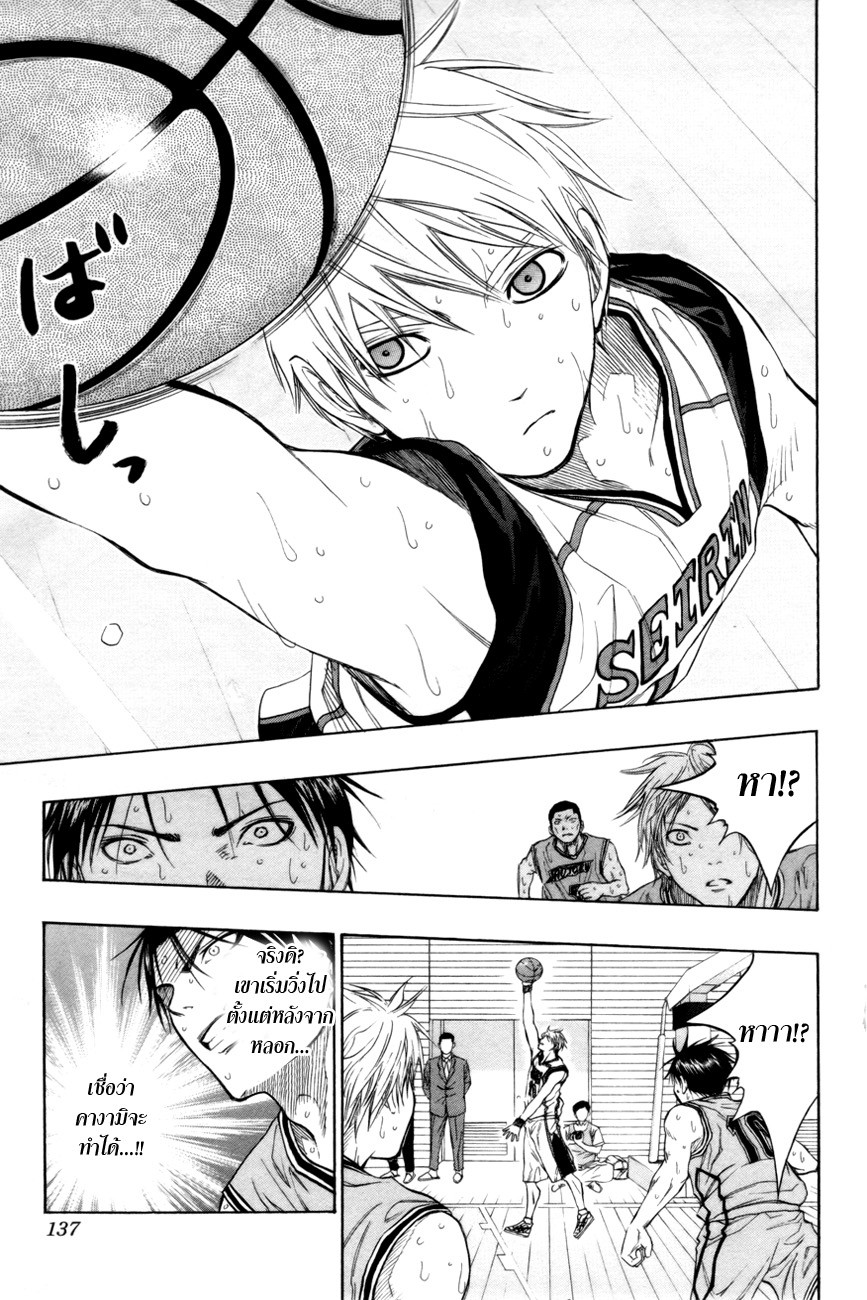 ばしっ
SEIRIN
หา!?
หาาา!?
จริงดิ?
เขาเริ่มวิ่งไป
ตั้งแต่หลังจาก
หลอก...
เชื่อว่า
คางามิจะ
ทำได้...!!
137